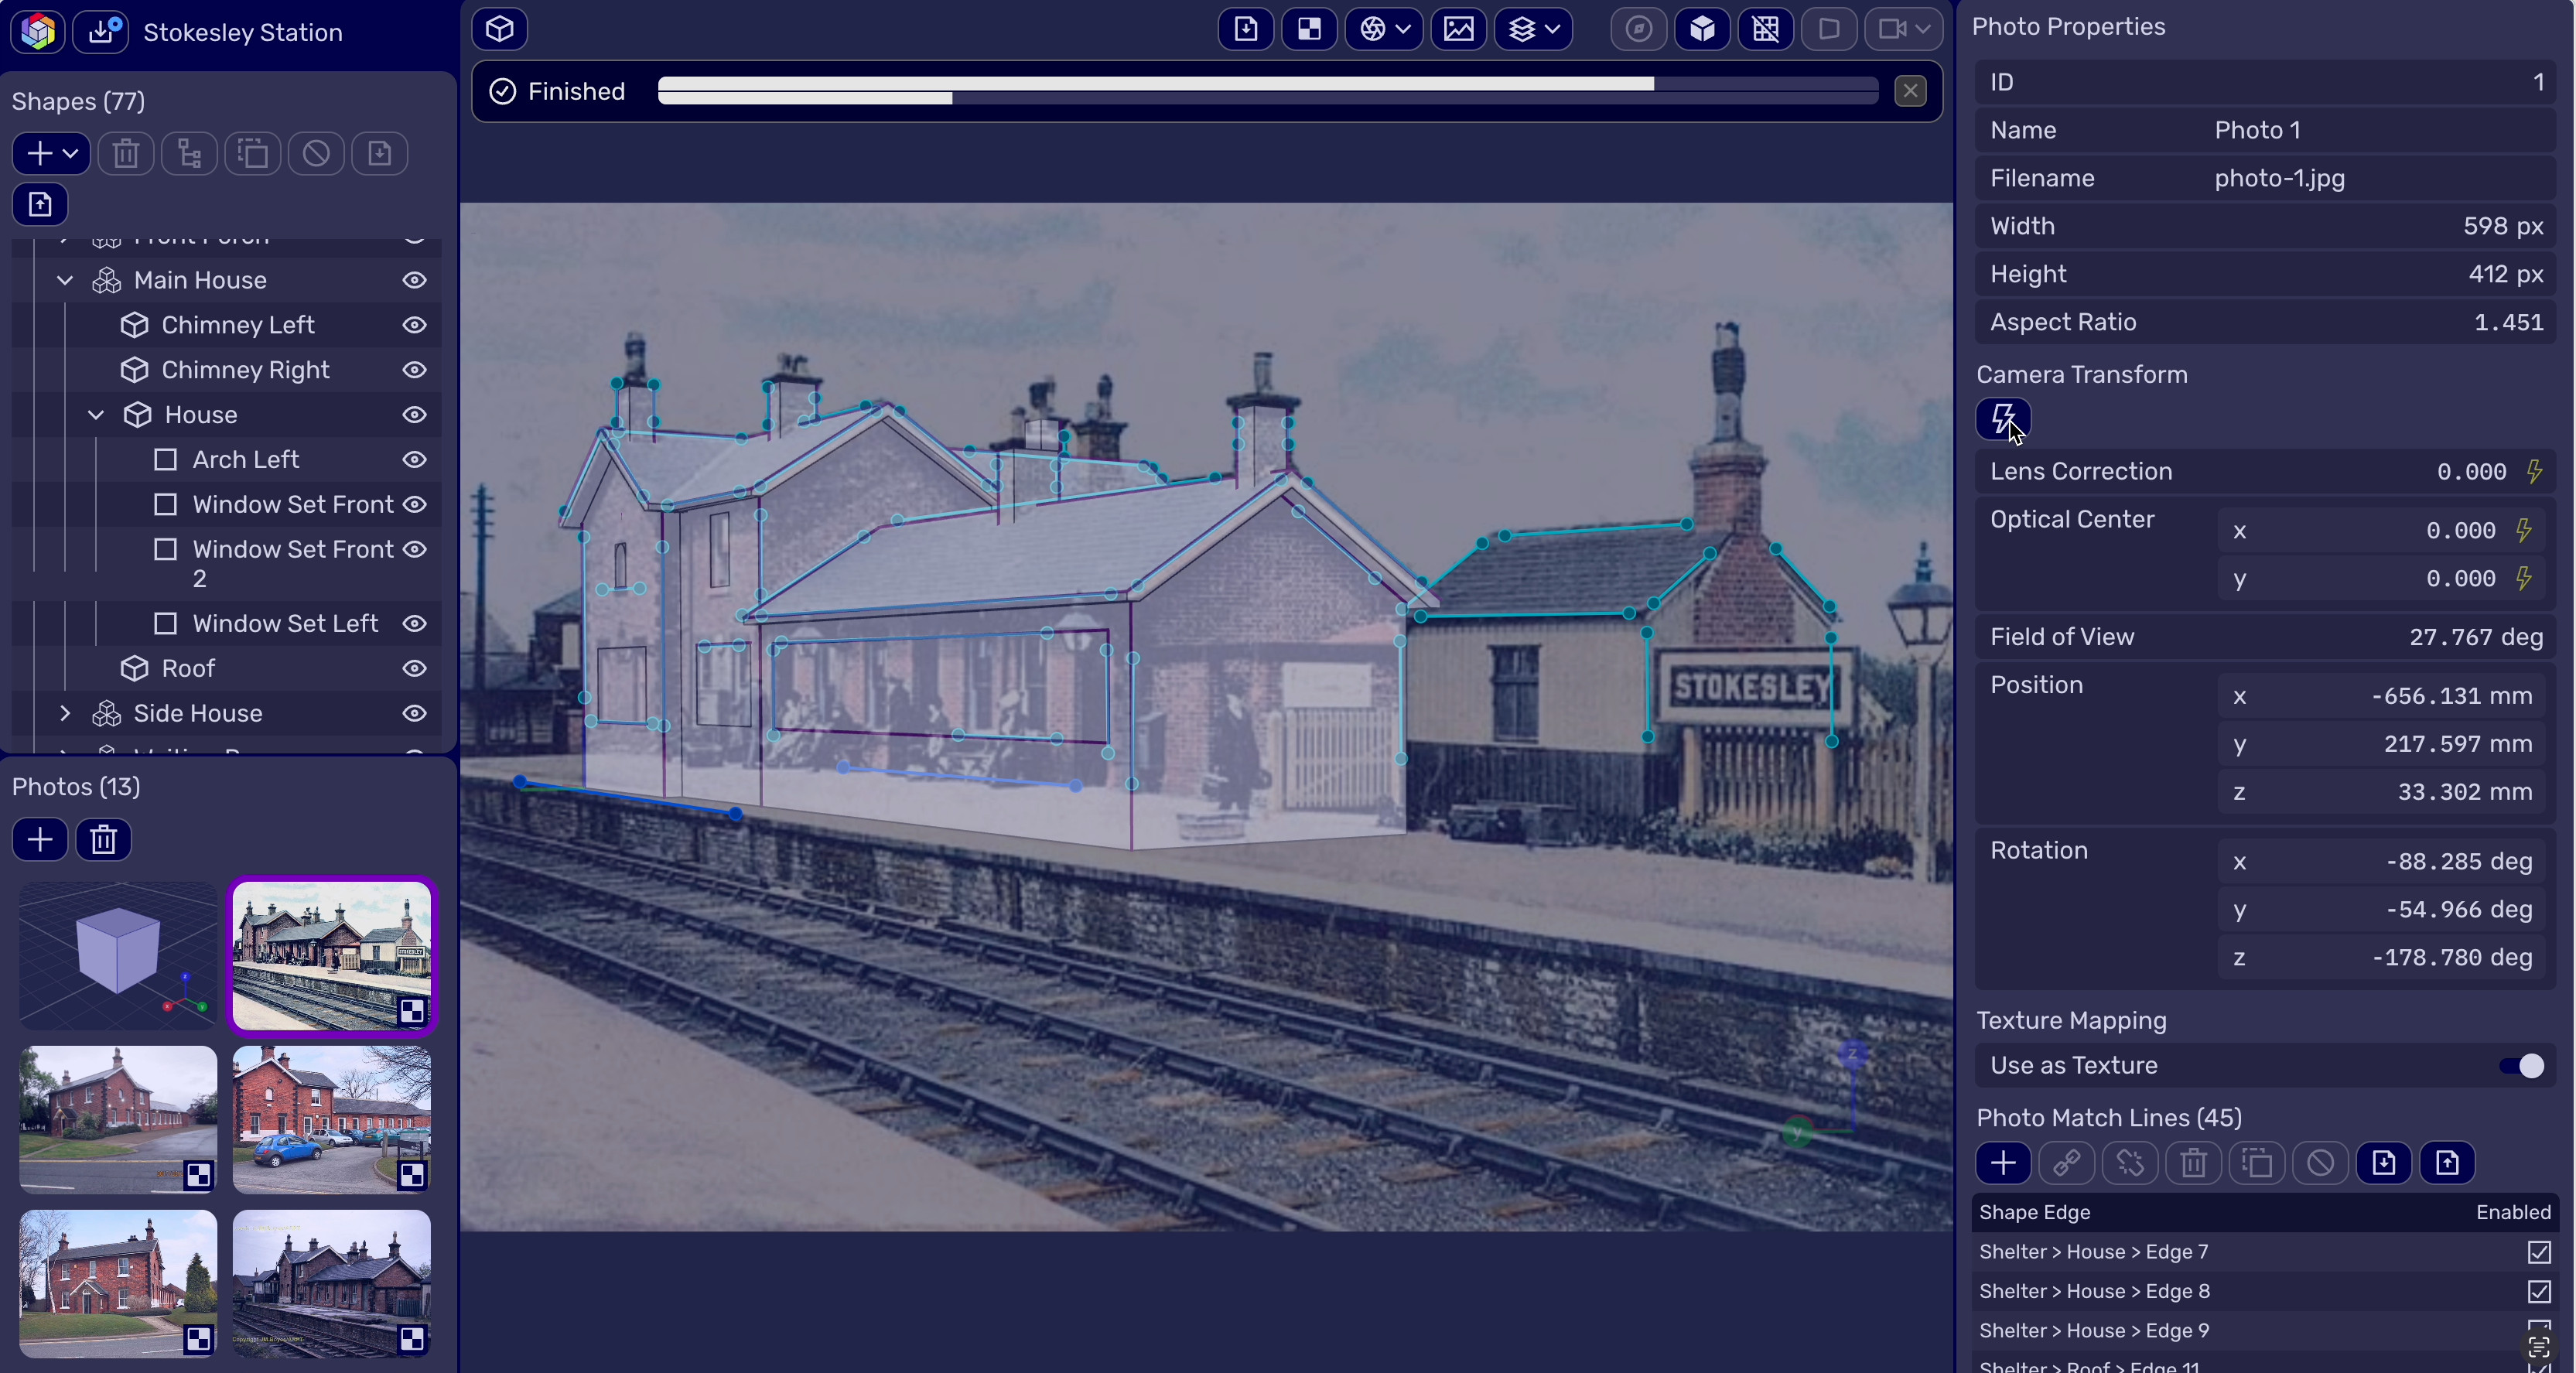 Stokesley Station
Shapes (77)
Front Porch
Main House
Chimney Left
Chimney Right
House
Arch Left
Window Set Front
Window Set Front
2
Window Set Left
Roof
Side House
Photos (13)
Finished
STOKESLEY
z
y
Photo Properties
ID 1
Name Photo 1
Filename photo-1.jpg
Width 598 px
Height 412 px
Aspect Ratio 1.451
Camera Transform
Lens Correction 0.000
Optical Center x 0.000
y 0.000
Field of View 27.767 deg
Position x -656.131 mm
y 217.597 mm
z 33.302 mm
Rotation x -88.285 deg
y -54.966 deg
z -178.780 deg
Texture Mapping
Use as Texture
Photo Match Lines (45)
Shape Edge Enabled
Shelter > House > Edge 7
Shelter > House > Edge 8
Shelter > House > Edge 9
Shelter > Roof > Edge 11